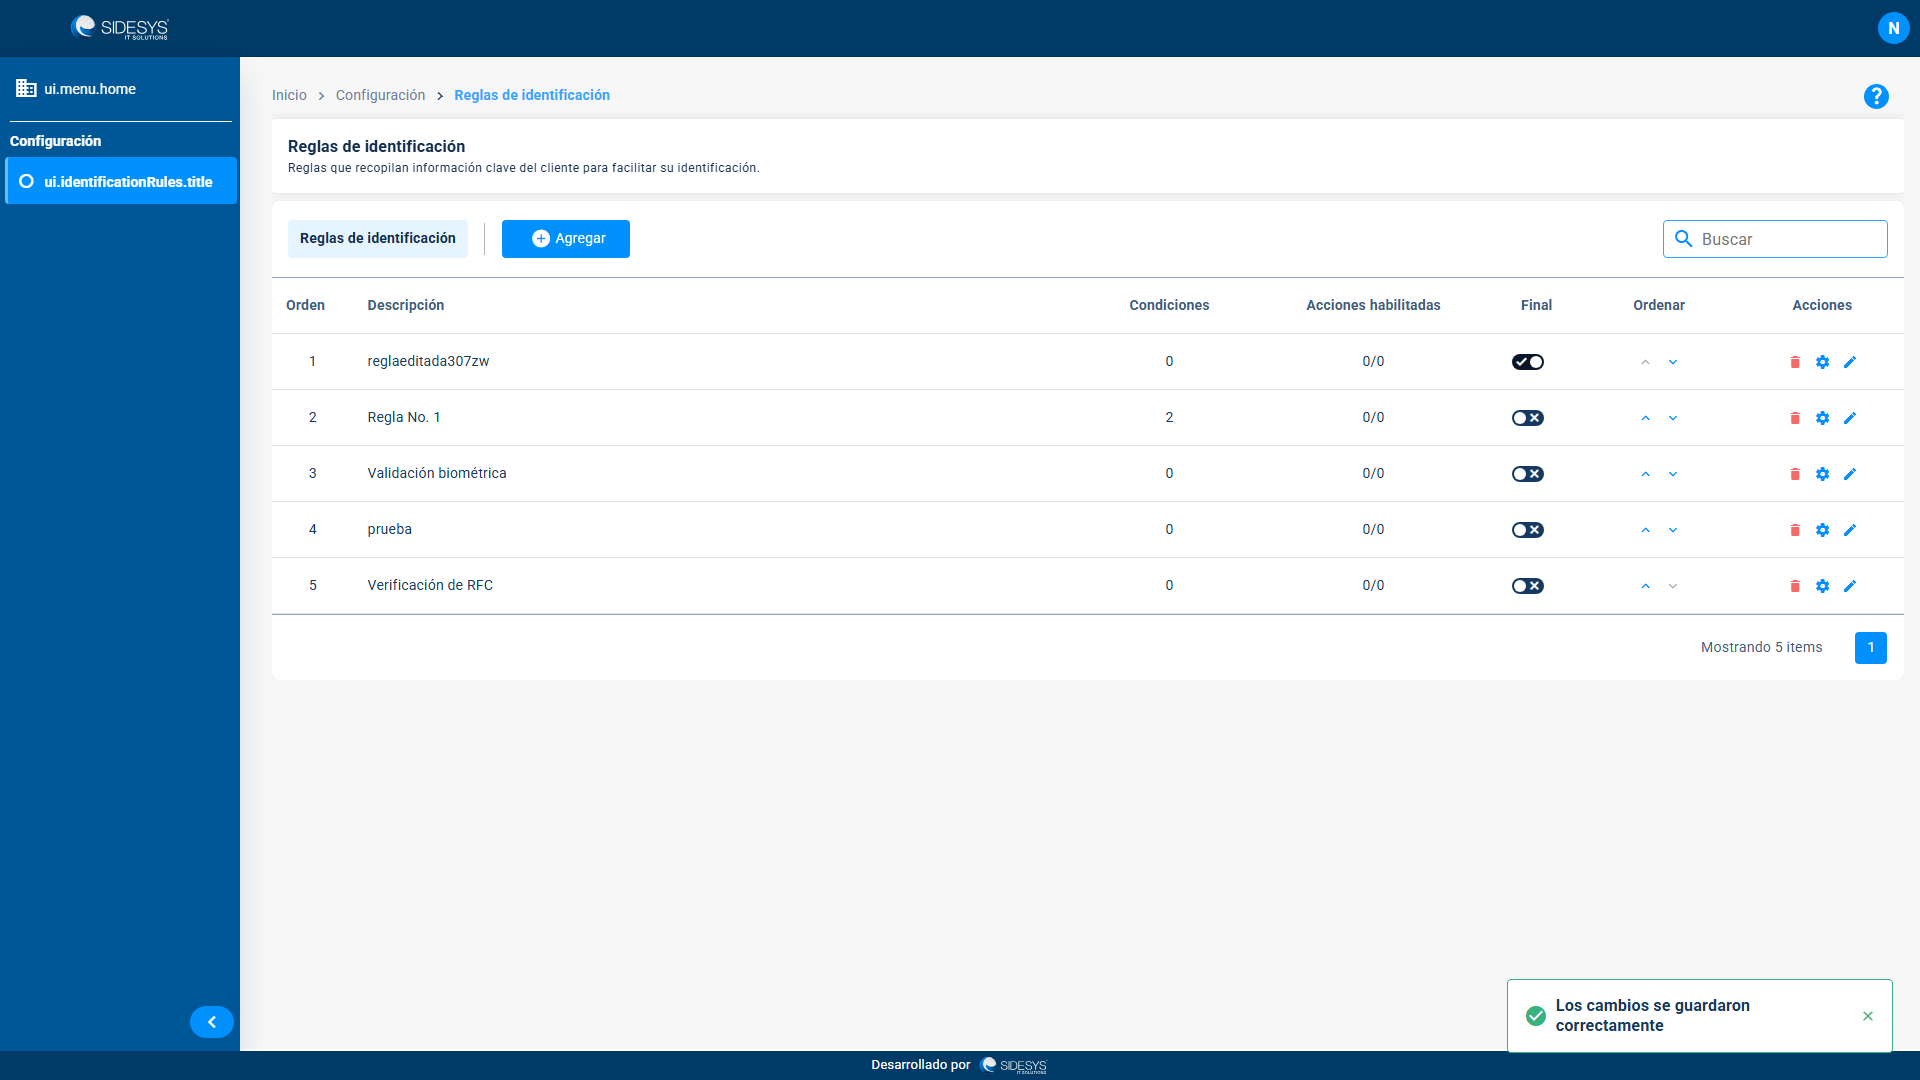 SIDESYS
IT SOLUTIONS
N
ui.menu.home
Configuración
ui.identificationRules.title
Inicio > Configuración > Reglas de identificación
?
Reglas de identificación
Reglas que recopilan información clave del cliente para facilitar su identificación.
Reglas de identificación
Agregar
Buscar
Orden Descripción Condiciones Acciones habilitadas Final Ordenar Acciones
1 reglaeditada307zw 0 0/0
2 Regla No. 1 2 0/0
3 Validación biométrica 0 0/0
4 prueba 0 0/0
5 Verificación de RFC 0 0/0
Mostrando 5 items 1
Los cambios se guardaron
correctamente
Desarrollado por SIDESYS
IT SOLUTIONS